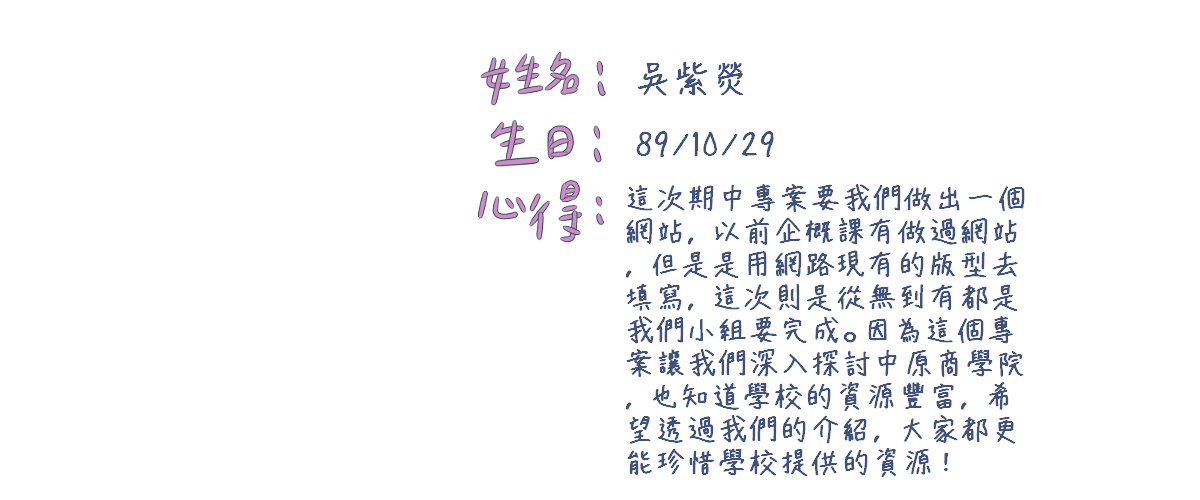 姓名：吳紫熒
生日：89/10/29
心得：這次期中專案要我們做出一個
網站，以前企概課有做過網站
，但是是用網路現有的版型去
填寫，這次則是從無到有都是
我們小組要完成。因為這個專
案讓我們深入探討中原商學院
，也知道學校的資源豐富，希
望透過我們的介紹，大家都更
能珍惜學校提供的資源！